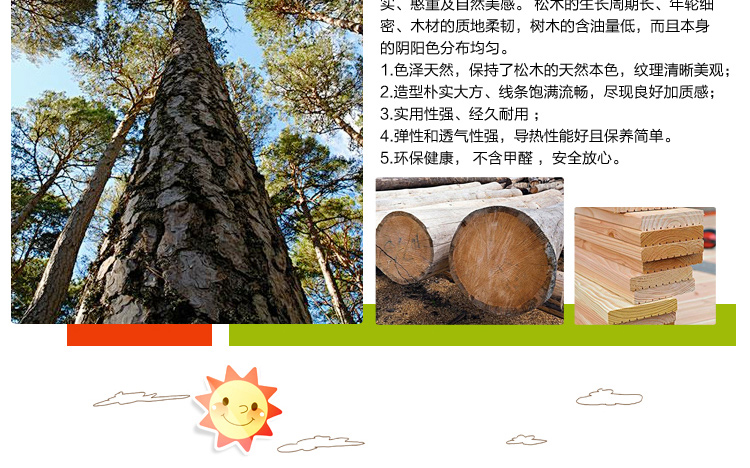 实、憨重及自然美感。 松木的生长周期长、年轮细
密、木材的质地柔韧，树木的含油量低，而且本身
的阴阳色分布均匀。
1.色泽天然，保持了松木的天然本色，纹理清晰美观；
2.造型朴实大方、线条饱满流畅，尽现良好加质感；
3.实用性强、经久耐用 ；
4.弹性和透气性强，导热性能好且保养简单。
5.环保健康， 不含甲醛 ，安全放心。